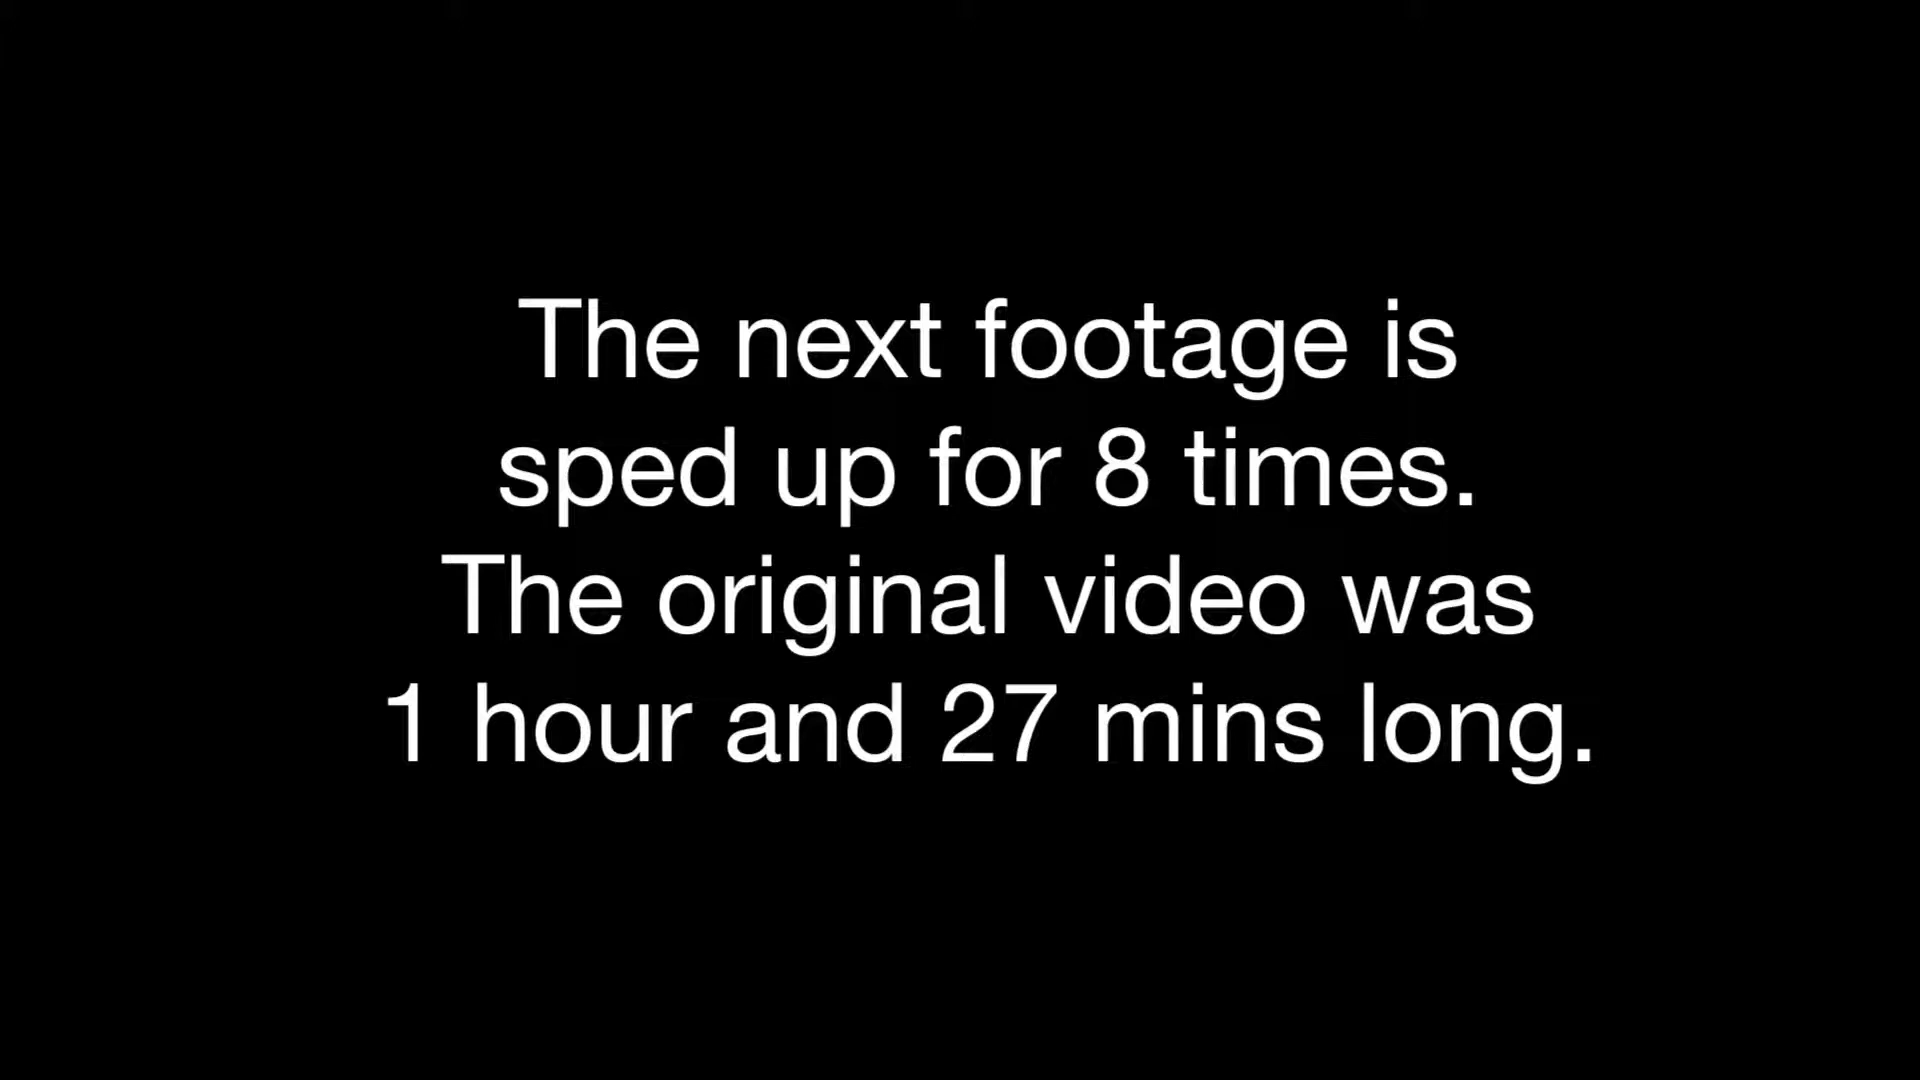 The next footage is
sped up for 8 times.
The original video was
1 hour and 27 mins long.